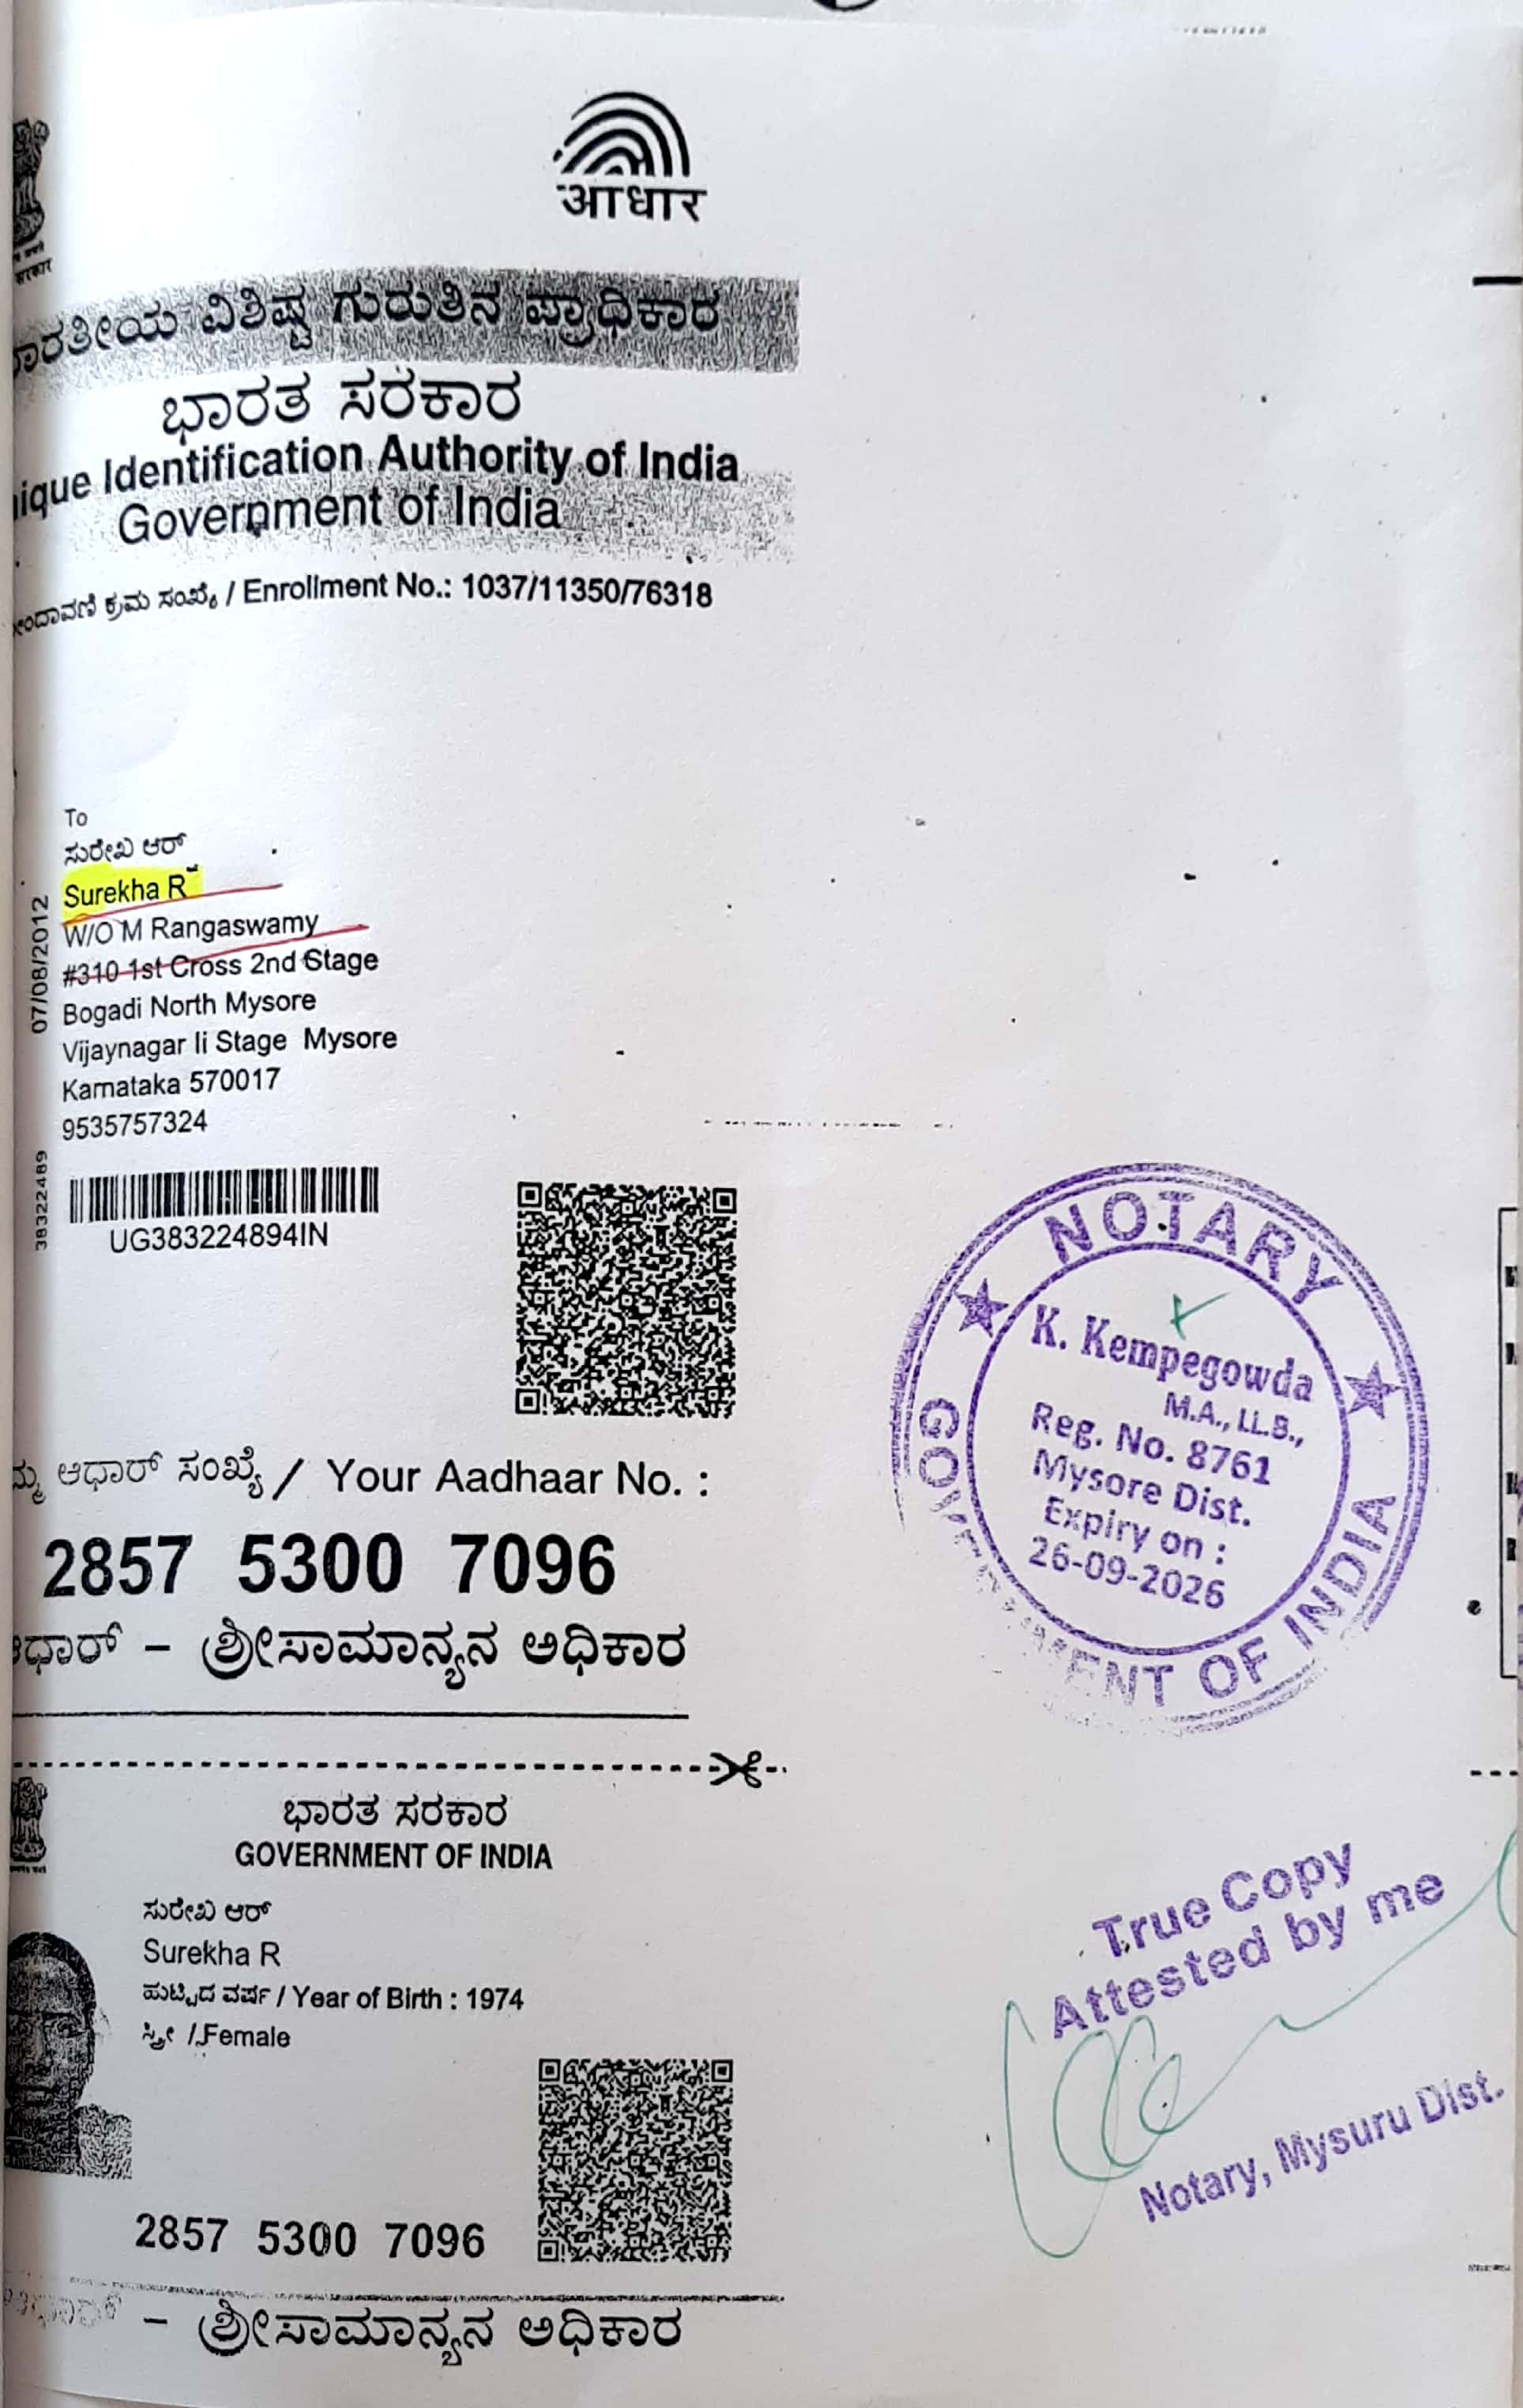 आधार
सरकार
ಭಾರತೀಯ ವಿಶಿಷ್ಟ ಗುರುತಿನ ಪ್ರಾಧಿಕಾರ
ಭಾರತ ಸರಕಾರ
ique Identification Authority of India
Government of India
ೋಂದಾವಣಿ ಕ್ರಮ ಸಂಖ್ಯೆ / Enrollment No.: 1037/11350/76318
To
ಸುರೇಖ ಆರ್
Surekha R
W/O M Rangaswamy
#310 1st Cross 2nd Stage
Bogadi North Mysore
Vijaynagar Ii Stage Mysore
Karnataka 570017
9535757324
07/08/2012
38322489
UG383224894IN
ಮ್ಮ ಆಧಾರ್ ಸಂಖ್ಯೆ / Your Aadhaar No. :
2857 5300 7096
ಆಧಾರ್ – ಶ್ರೀಸಾಮಾನ್ಯನ ಅಧಿಕಾರ
NOTARY
K. Kempegowda
M.A., LL.B.,
Reg. No. 8761
Mysore Dist.
Expiry on :
26-09-2026
GOVERNMENT OF INDIA
ಭಾರತ ಸರಕಾರ
GOVERNMENT OF INDIA
ಸುರೇಖ ಆರ್
Surekha R
ಹುಟ್ಟಿದ ವರ್ಷ / Year of Birth : 1974
ಸ್ತ್ರೀ / Female
2857 5300 7096
ಆಧಾರ್ – ಶ್ರೀಸಾಮಾನ್ಯನ ಅಧಿಕಾರ
True Copy
Attested by me
Notary, Mysuru Dist.